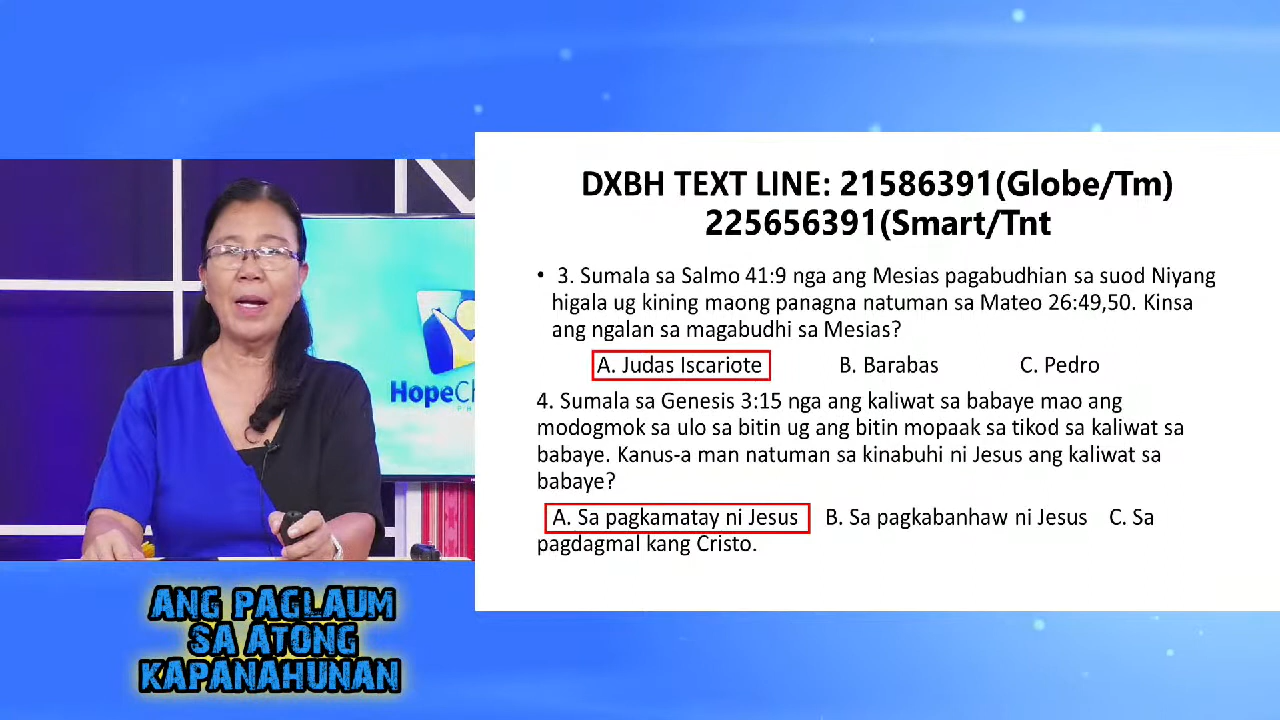 DXBH TEXT LINE: 21586391(Globe/Tm)
225656391(Smart/Tnt
• 3. Sumala sa Salmo 41:9 nga ang Mesias pagabudhian sa suod Niyang
higala ug kining maong panagna natuman sa Mateo 26:49,50. Kinsa
ang ngalan sa magabudhi sa Mesias?
A. Judas Iscariote B. Barabas C. Pedro
4. Sumala sa Genesis 3:15 nga ang kaliwat sa babaye mao ang
modogmok sa ulo sa bitin ug ang bitin mopaak sa tikod sa kaliwat sa
babaye. Kanus-a man natuman sa kinabuhi ni Jesus ang kaliwat sa
babaye?
A. Sa pagkamatay ni Jesus B. Sa pagkabanhaw ni Jesus C. Sa
pagdagmal kang Cristo.
HopeCh
ANG PAGLAUM
SA ATONG
KAPANAHUNAN